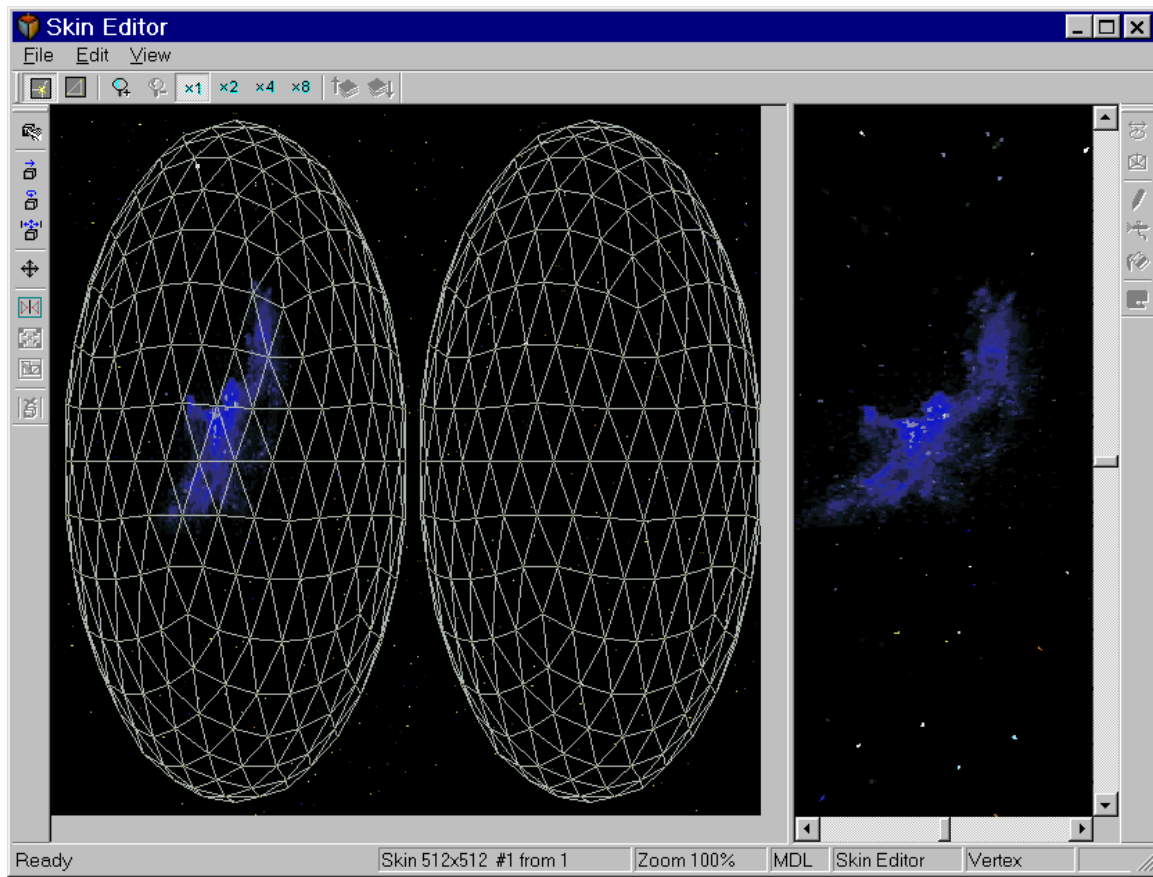 Skin Editor
File Edit View
×1 ×2 ×4 ×8
Ready Skin 512x512 #1 from 1 Zoom 100% MDL Skin Editor Vertex